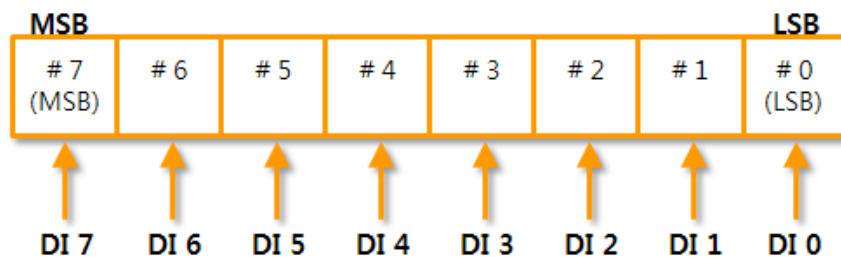 MSB LSB
# 7 # 6 # 5 # 4 # 3 # 2 # 1 # 0
(MSB) (LSB)
DI 7 DI 6 DI 5 DI 4 DI 3 DI 2 DI 1 DI 0